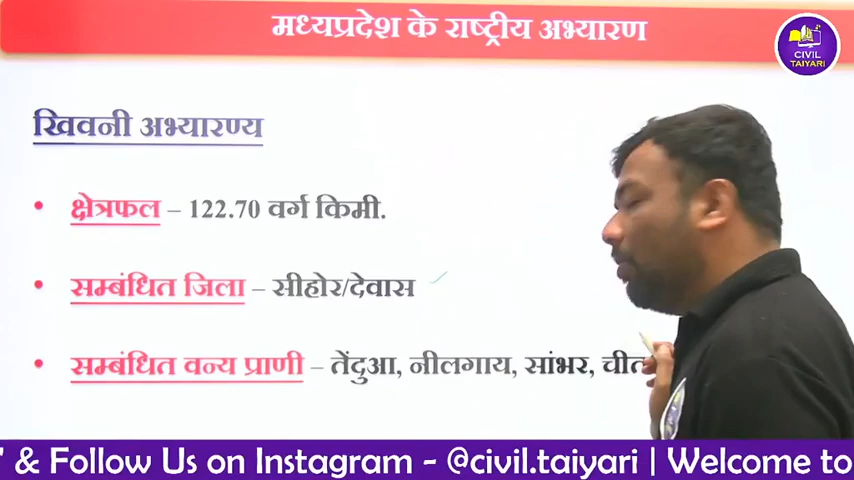 मध्यप्रदेश के राष्ट्रीय अभ्यारण
CIVIL
TAIYARI
खिवनी अभ्यारण्य
• क्षेत्रफल – 122.70 वर्ग किमी.
• सम्बंधित जिला – सीहोर/देवास
• सम्बंधित वन्य प्राणी – तेंदुआ, नीलगाय, सांभर,
& Follow Us on Instagram - @civil.taiyari | Welcome to